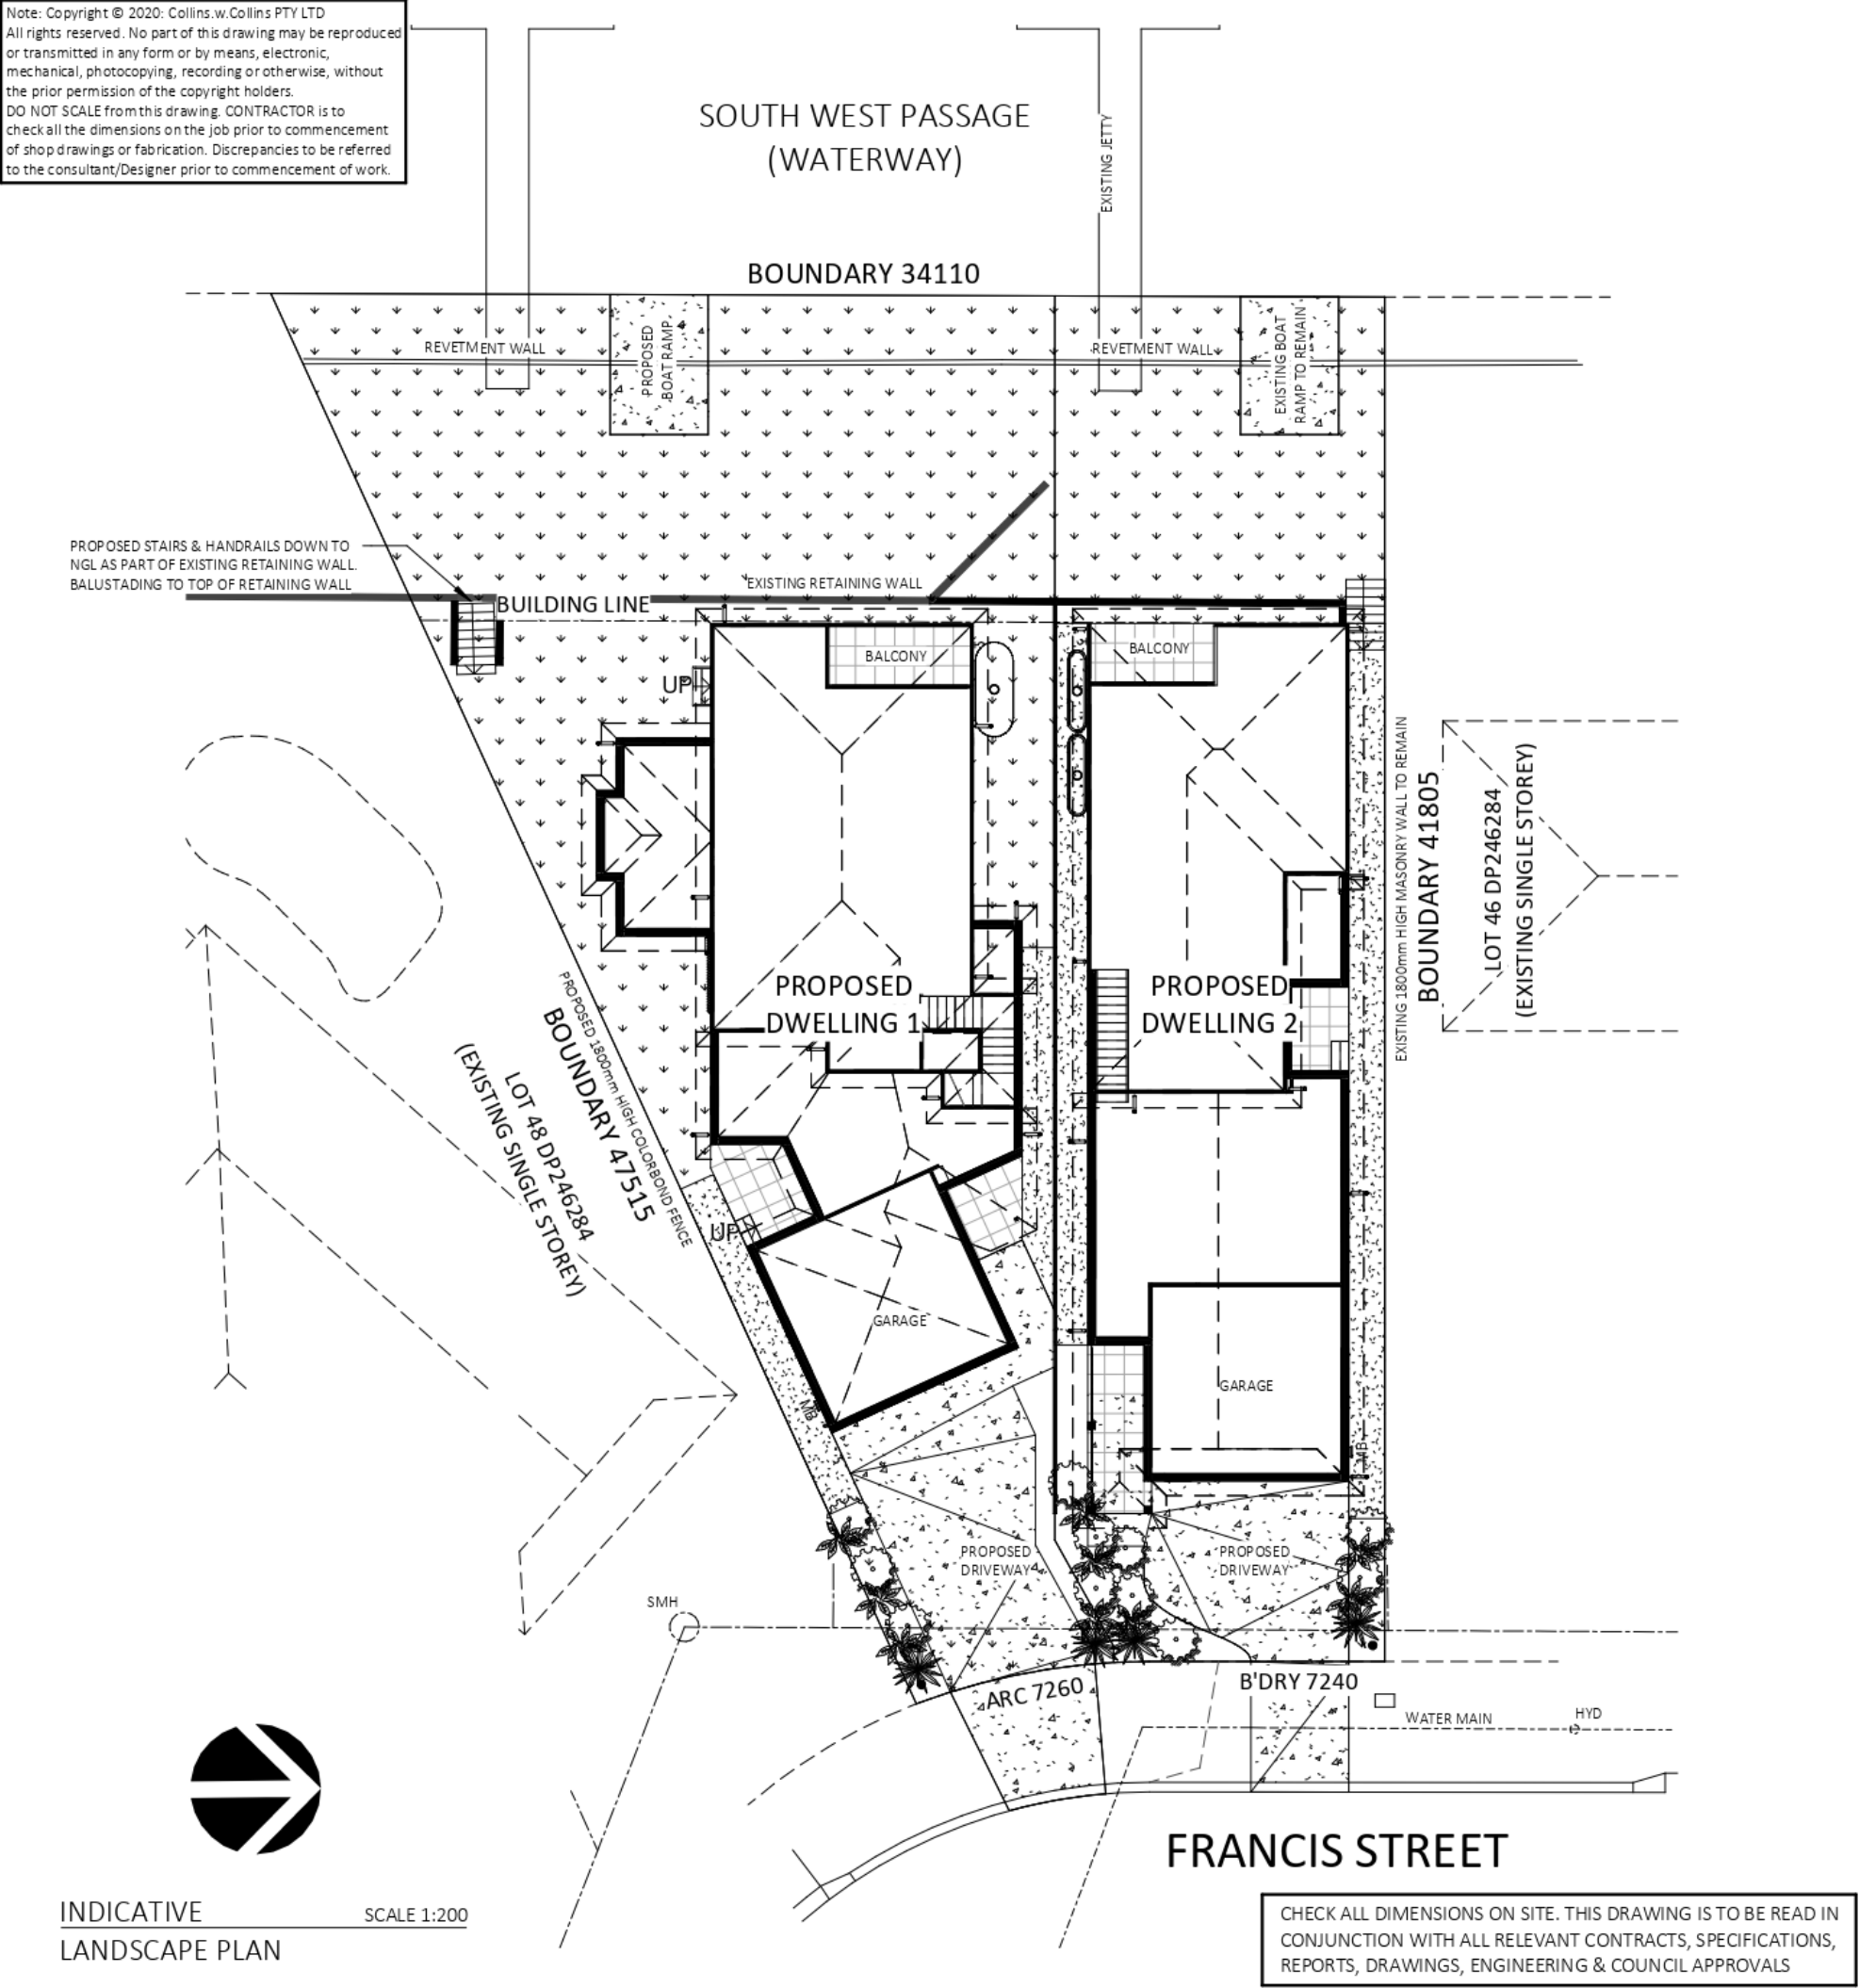 Note: Copyright © 2020: Collins.w.Collins PTY LTD
All rights reserved. No part of this drawing may be reproduced
or transmitted in any form or by means, electronic,
mechanical, photocopying, recording or otherwise, without
the prior permission of the copyright holders.
DO NOT SCALE from this drawing. CONTRACTOR is to
check all the dimensions on the job prior to commencement
of shop drawings or fabrication. Discrepancies to be referred
to the consultant/Designer prior to commencement of work.
SOUTH WEST PASSAGE
(WATERWAY)
EXISTING JETTY
BOUNDARY 34110
REVETMENT WALL
PROPOSED
BOAT RAMP
REVETMENT WALL
EXISTING BOAT
RAMP TO REMAIN
PROPOSED STAIRS & HANDRAILS DOWN TO
NGL AS PART OF EXISTING RETAINING WALL.
BALUSTADING TO TOP OF RETAINING WALL
EXISTING RETAINING WALL
BUILDING LINE
BALCONY
BALCONY
UP
EXISTING 1800mm HIGH MASONRY WALL TO REMAIN
BOUNDARY 41805
LOT 46 DP246284
(EXISTING SINGLE STOREY)
PROPOSED
DWELLING 1
PROPOSED
DWELLING 2
PROPOSED 1800mm HIGH COLORBOND FENCE
BOUNDARY 47515
LOT 48 DP246284
(EXISTING SINGLE STOREY)
UP
GARAGE
GARAGE
MB
MB
PROPOSED
DRIVEWAY
PROPOSED
DRIVEWAY
SMH
ARC 7260
B'DRY 7240
WATER MAIN
HYD
FRANCIS STREET
INDICATIVE
SCALE 1:200
LANDSCAPE PLAN
CHECK ALL DIMENSIONS ON SITE. THIS DRAWING IS TO BE READ IN
CONJUNCTION WITH ALL RELEVANT CONTRACTS, SPECIFICATIONS,
REPORTS, DRAWINGS, ENGINEERING & COUNCIL APPROVALS